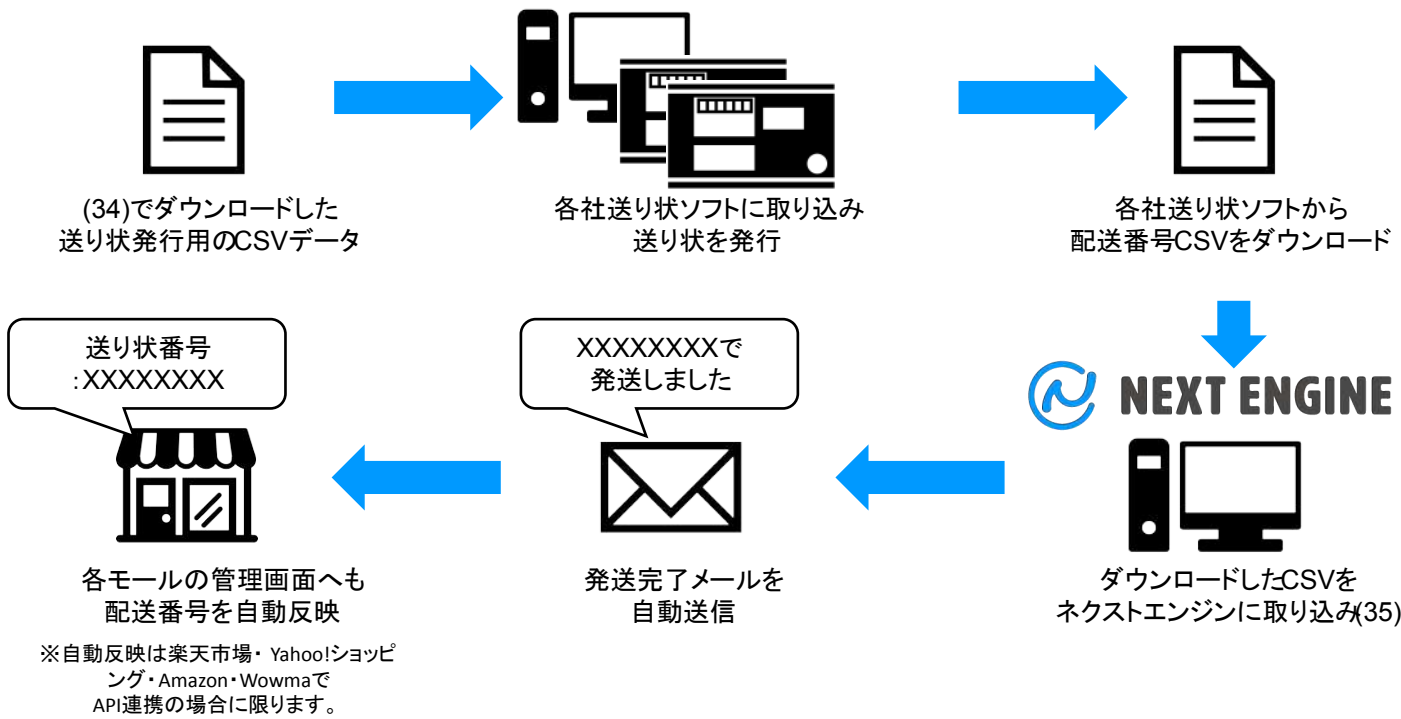 (34)でダウンロードした
送り状発行用のCSVデータ
各社送り状ソフトに取り込み
送り状を発行
各社送り状ソフトから
配送番号CSVをダウンロード
NEXT ENGINE
ダウンロードしたCSVを
ネクストエンジンに取り込み(35)
XXXXXXXXで
発送しました
発送完了メールを
自動送信
送り状番号
:XXXXXXXX
各モールの管理画面へも
配送番号を自動反映
※自動反映は楽天市場・ Yahoo!ショッピ
ング・Amazon・Wowmaで
API連携の場合に限ります。